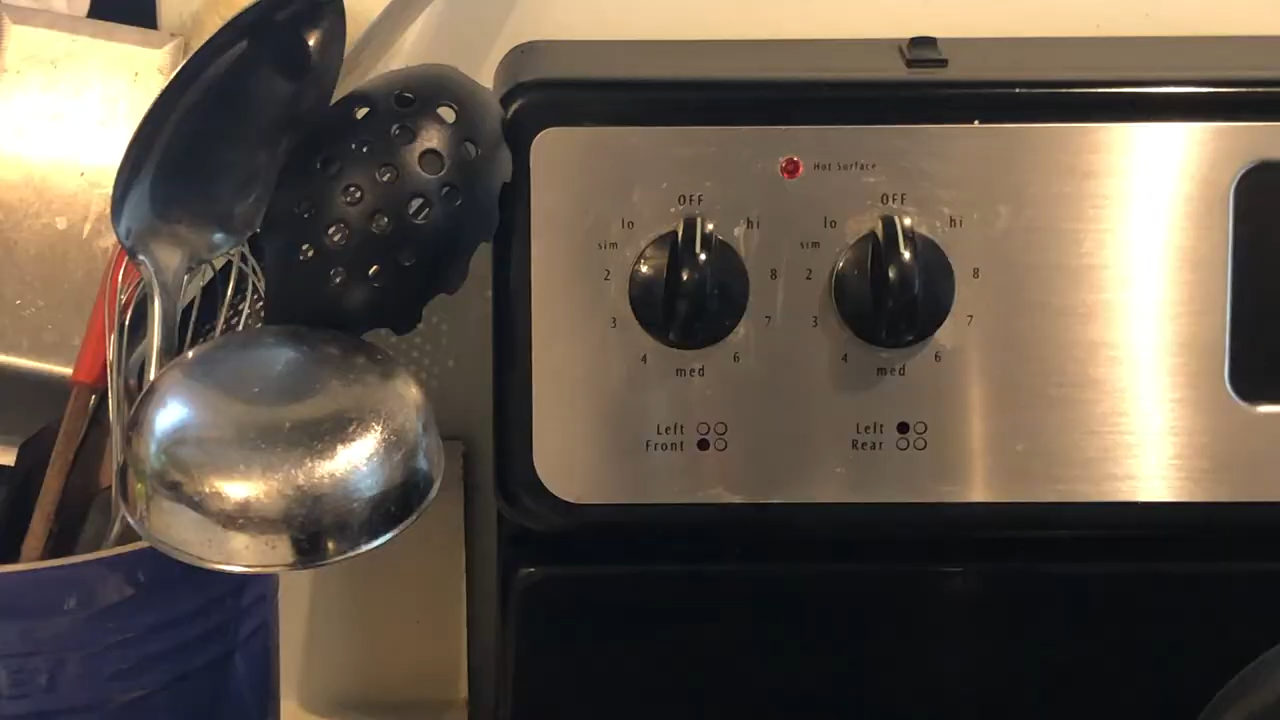 Hot Surface
OFF OFF
lo hi lo hi
sim sim
2 8 2 8
3 7 3 7
4 6 4 6
med med
Left Left
Front Rear